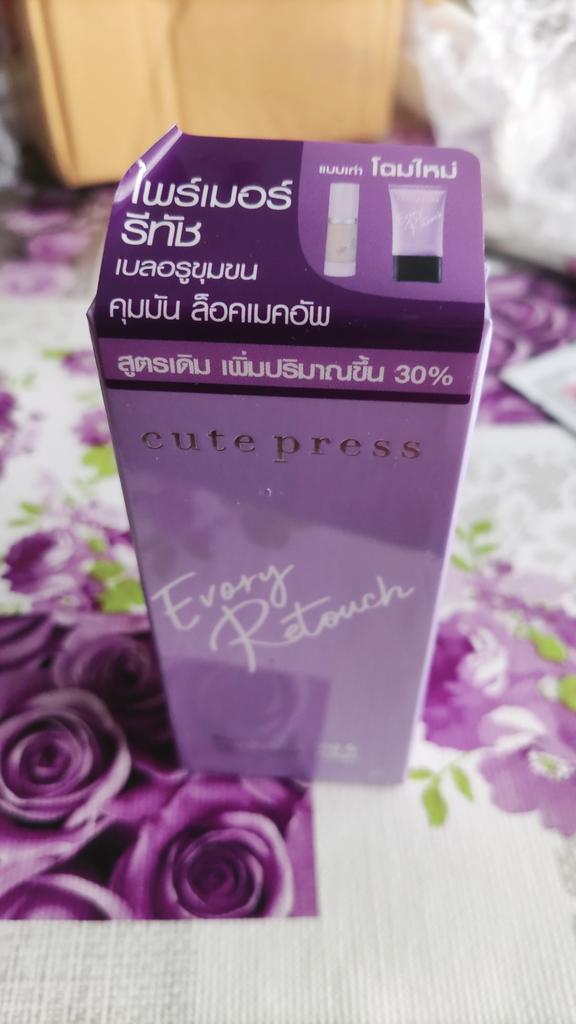 แบบเก่า โฉมใหม่
ไพร์เมอร์
รีทัช
เบลอรูขุมขน
คุมมัน ล็อคเมคอัพ
สูตรเดิม เพิ่มปริมาณขึ้น 30%
cute press
Every
Retouch